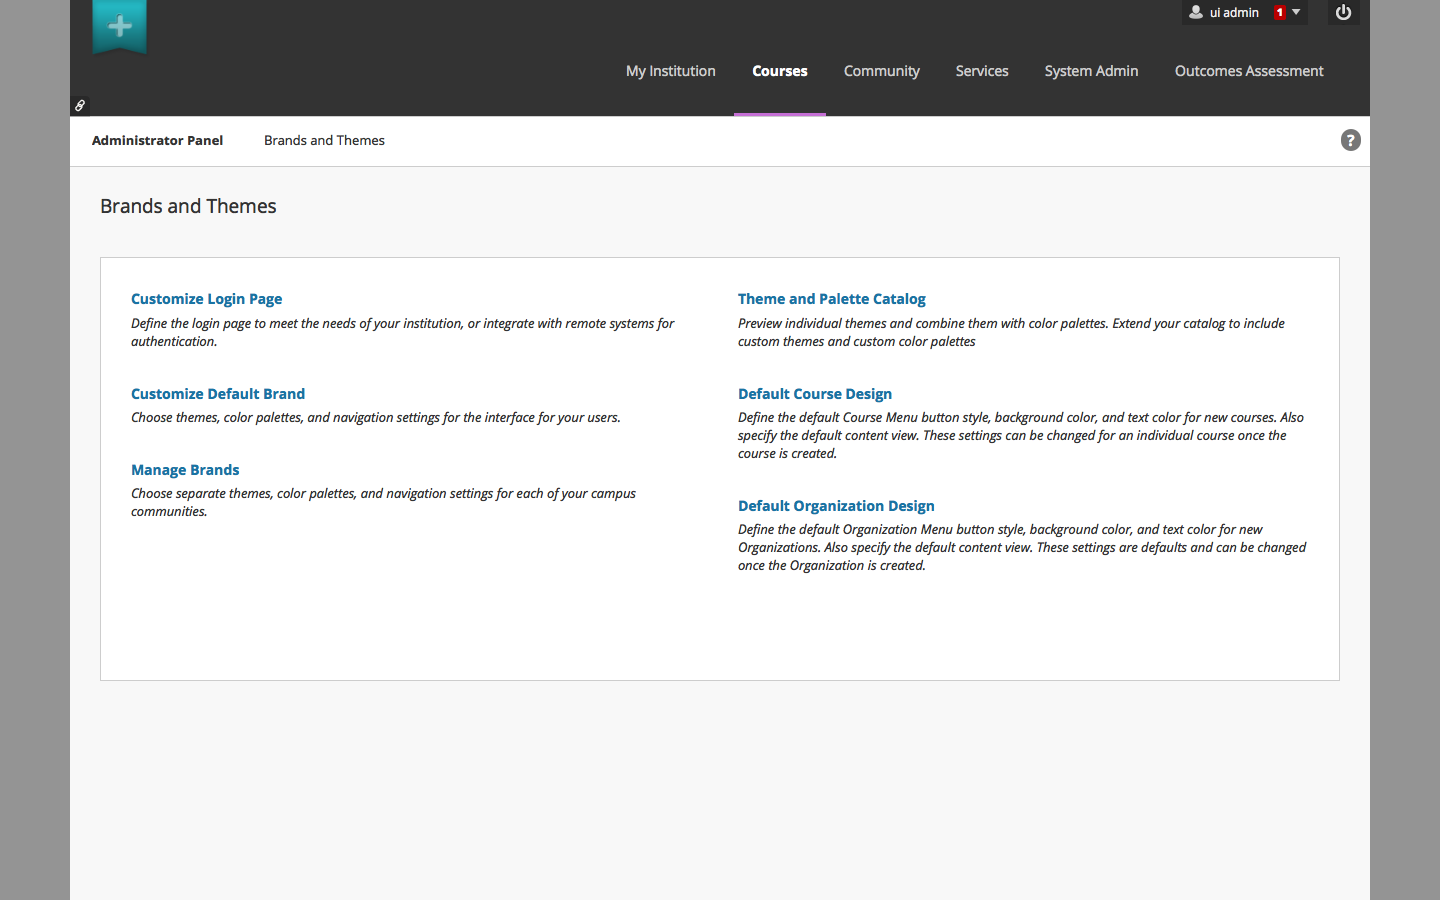 ui admin 1
My Institution Courses Community Services System Admin Outcomes Assessment
Administrator Panel Brands and Themes ?
Brands and Themes
Customize Login Page
Define the login page to meet the needs of your institution, or integrate with remote systems for
authentication.
Customize Default Brand
Choose themes, color palettes, and navigation settings for the interface for your users.
Manage Brands
Choose separate themes, color palettes, and navigation settings for each of your campus
communities.
Theme and Palette Catalog
Preview individual themes and combine them with color palettes. Extend your catalog to include
custom themes and custom color palettes
Default Course Design
Define the default Course Menu button style, background color, and text color for new courses. Also
specify the default content view. These settings can be changed for an individual course once the
course is created.
Default Organization Design
Define the default Organization Menu button style, background color, and text color for new
Organizations. Also specify the default content view. These settings are defaults and can be changed
once the Organization is created.